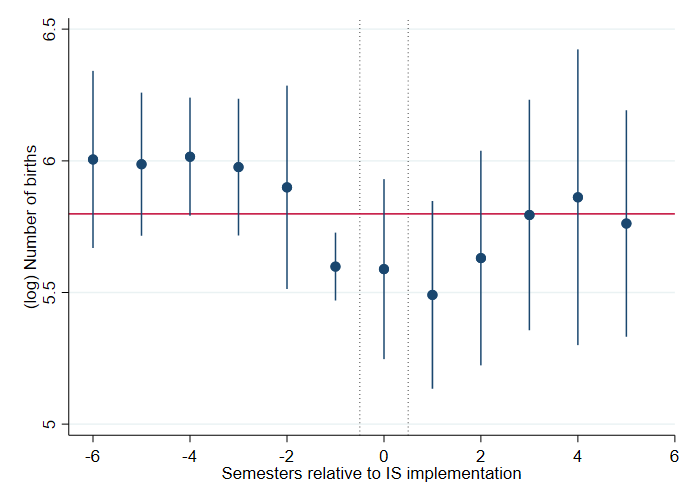 (log) Number of births
6.5
6
5.5
5
-6 -4 -2 0 2 4 6
Semesters relative to IS implementation